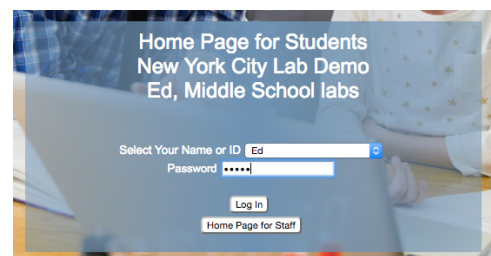 Home Page for Students
New York City Lab Demo
Ed, Middle School labs
Select Your Name or ID Ed
Password •••••
Log In
Home Page for Staff